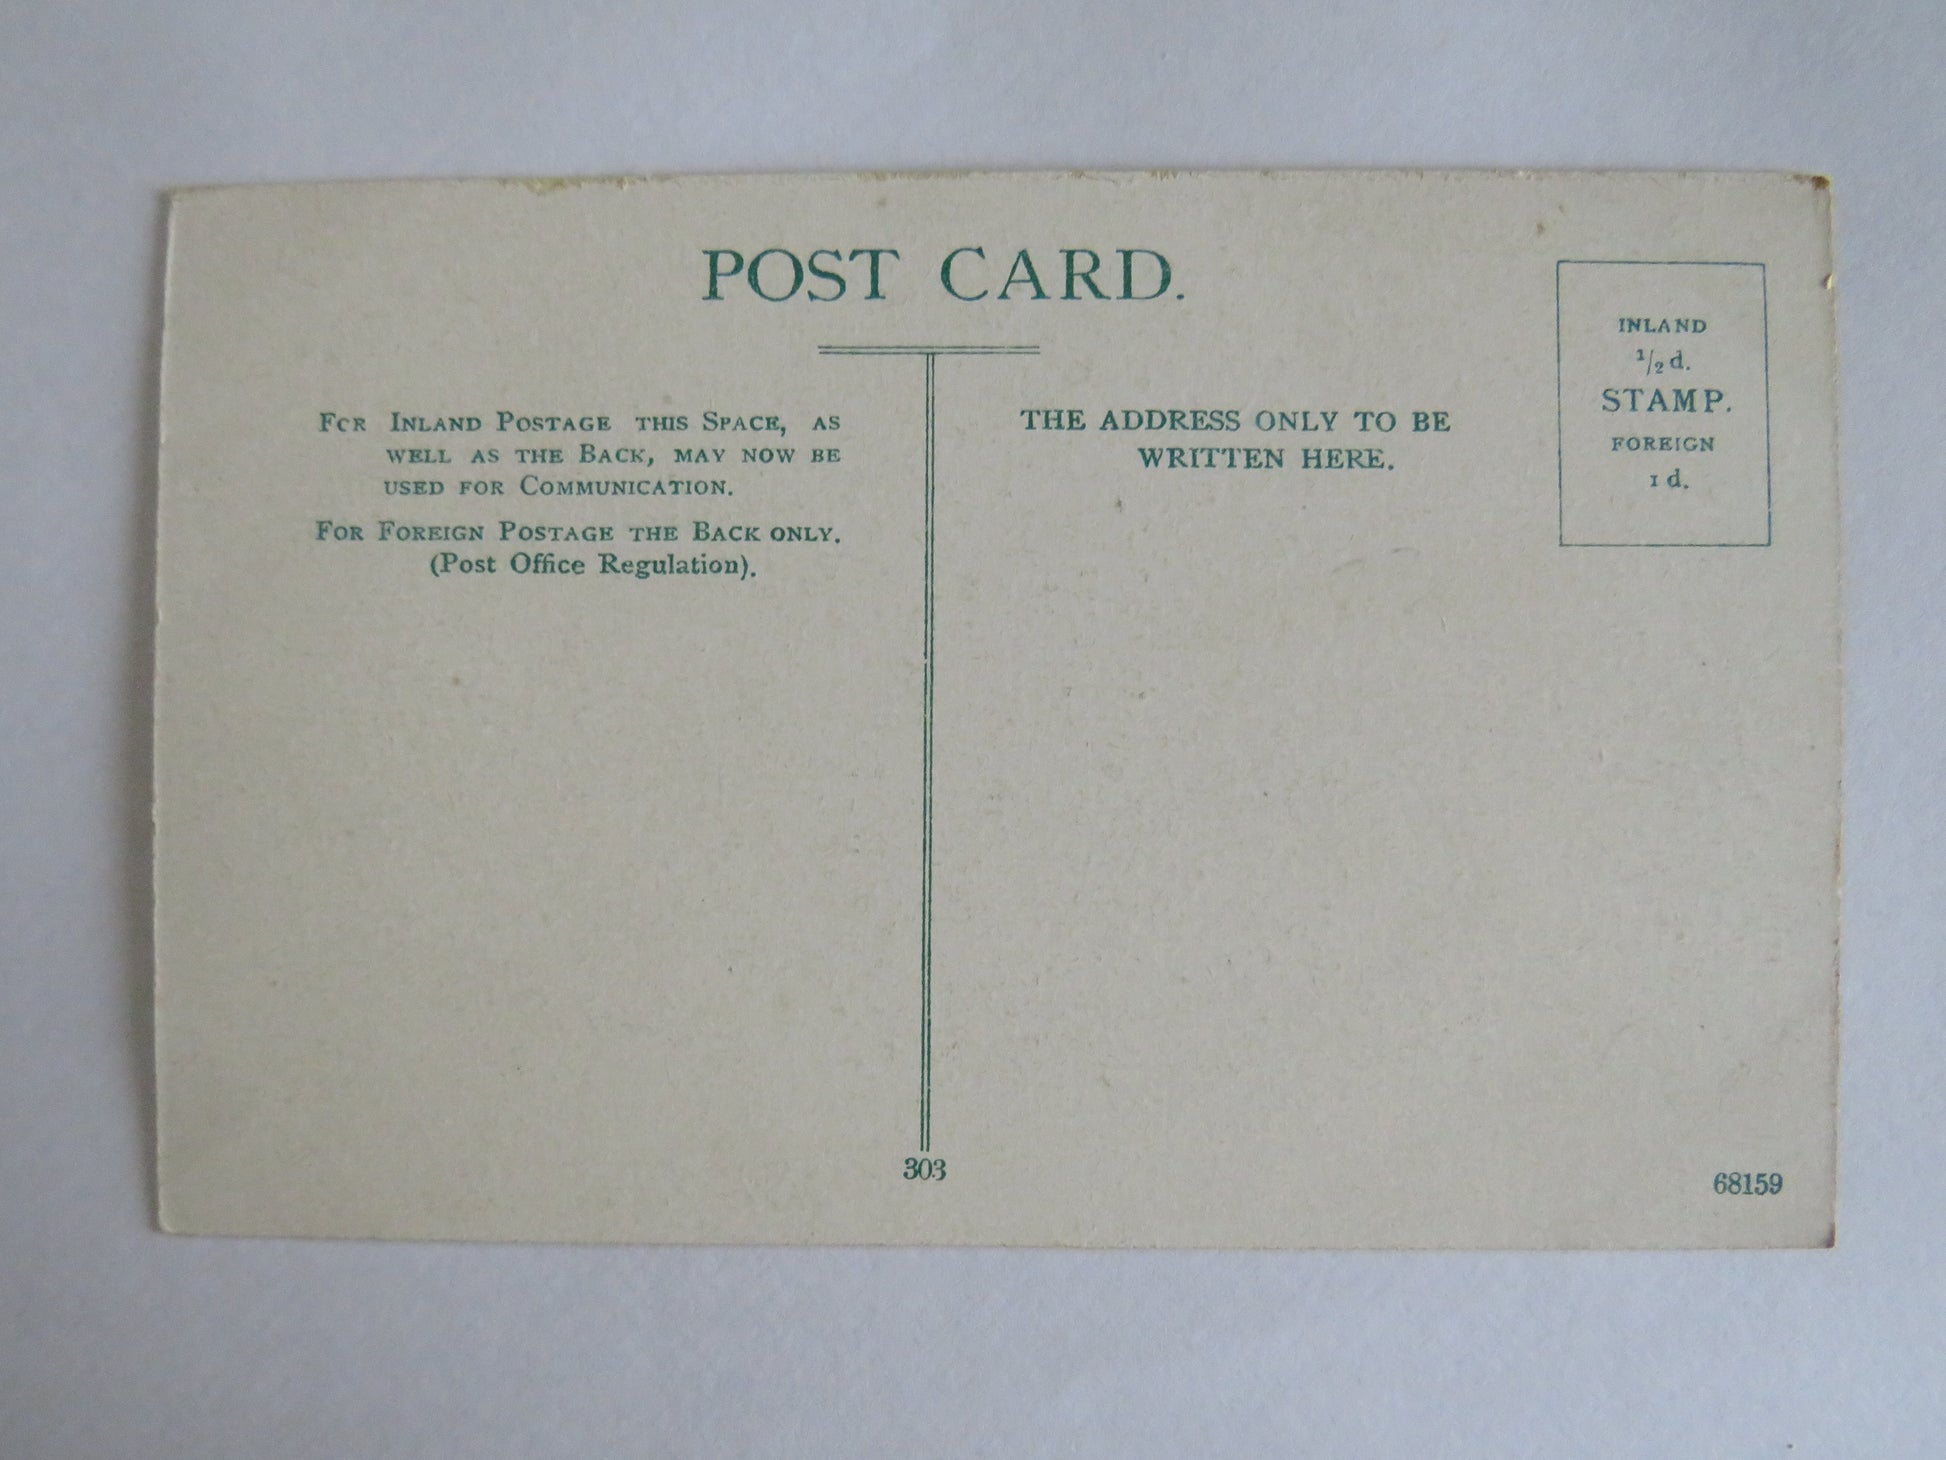 POST CARD.
FOR INLAND POSTAGE THIS SPACE, AS
WELL AS THE BACK, MAY NOW BE
USED FOR COMMUNICATION.
FOR FOREIGN POSTAGE THE BACK ONLY.
(Post Office Regulation).
THE ADDRESS ONLY TO BE
WRITTEN HERE.
INLAND
1/2 d.
STAMP.
FOREIGN
1 d.
303
68159